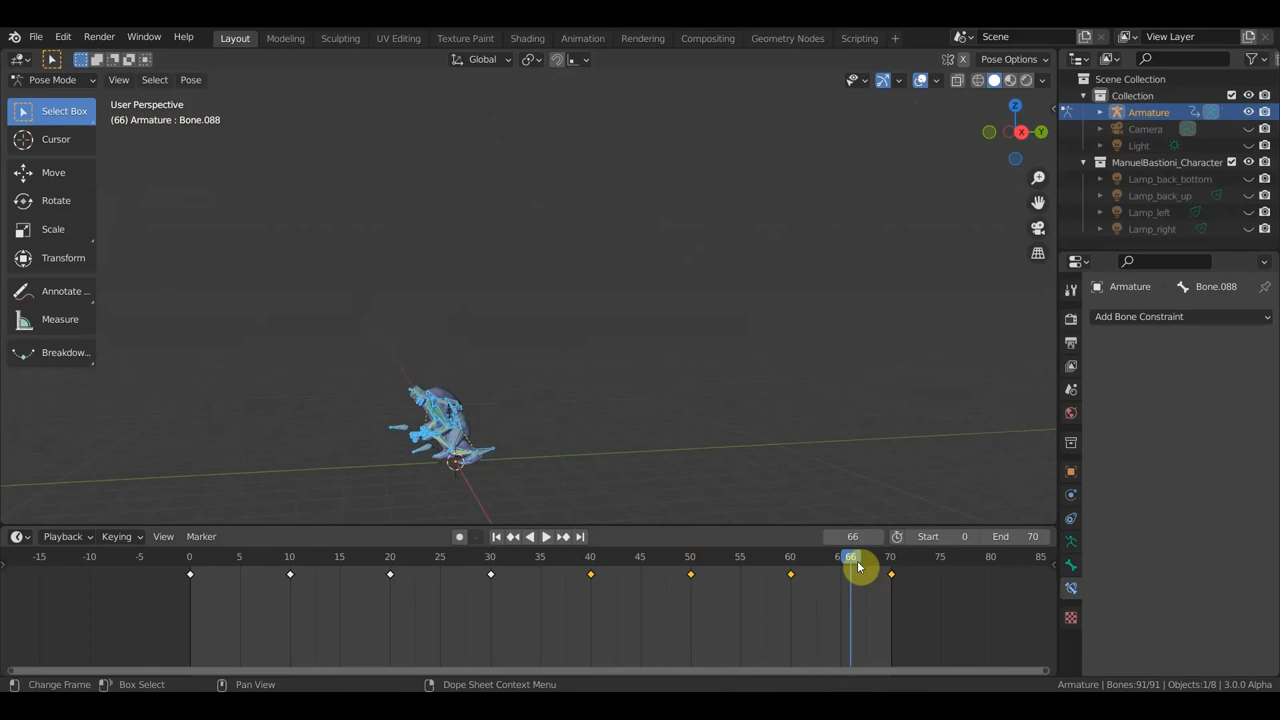 File Edit Render Window Help Layout Modeling Sculpting UV Editing Texture Paint Shading Animation Rendering Compositing Geometry Nodes Scripting + Scene View Layer
Global Pose Options
Pose Mode View Select Pose
User Perspective
(66) Armature : Bone.088
Select Box
Cursor
Move
Rotate
Scale
Transform
Annotate ...
Measure
Breakdow...
Z
X
Y
X
Scene Collection
Collection
Armature
Camera
Light
ManuelBastioni_Character
Lamp_back_bottom
Lamp_back_up
Lamp_left
Lamp_right
Armature Bone.088
Add Bone Constraint
Playback Keying View Marker 66 Start 0 End 70
-15 -10 -5 0 5 10 15 20 25 30 35 40 45 50 55 60 66 70 75 80 85
Change Frame Box Select Pan View Dope Sheet Context Menu Armature | Bones:91/91 | Objects:1/8 | 3.0.0 Alpha